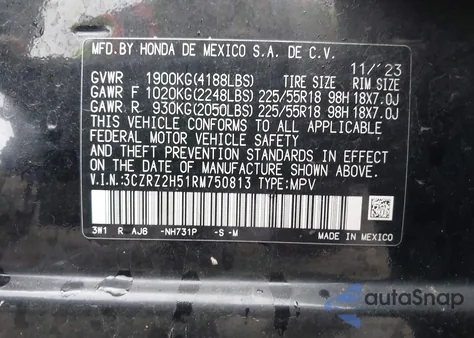 MFD.BY HONDA DE MEXICO S.A. DE C.V.
11/'23
GVWR 1900KG(4188LBS) TIRE SIZE RIM SIZE
GAWR F 1020KG(2248LBS) 225/55R18 98H 18X7.0J
GAWR R 930KG(2050LBS) 225/55R18 98H 18X7.0J
THIS VEHICLE CONFORMS TO ALL APPLICABLE
FEDERAL MOTOR VEHICLE SAFETY
AND THEFT PREVENTION STANDARDS IN EFFECT
ON THE DATE OF MANUFACTURE SHOWN ABOVE.
V.I.N.:3CZRZ2H51RM750813 TYPE:MPV
3W1 R AJ6 -NH731P -S -M
MADE IN MEXICO
autoSnap